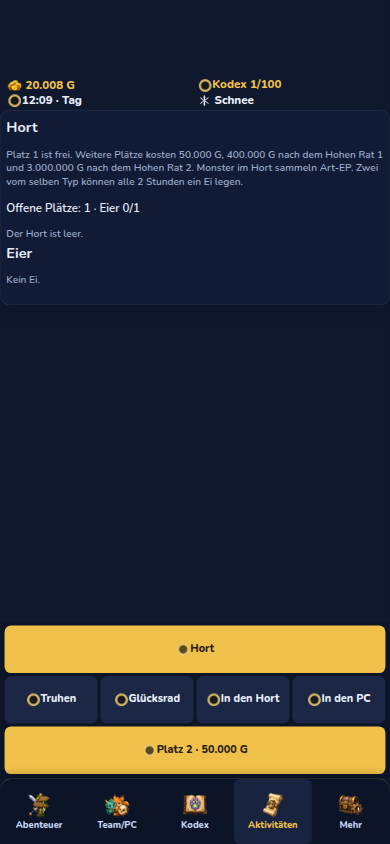 20.008 G
Kodex 1/100
12:09 · Tag
Schnee
Hort
Platz 1 ist frei. Weitere Plätze kosten 50.000 G, 400.000 G nach dem Hohen Rat 1
und 3.000.000 G nach dem Hohen Rat 2. Monster im Hort sammeln Art-EP. Zwei
vom selben Typ können alle 2 Stunden ein Ei legen.
Offene Plätze: 1 · Eier 0/1
Der Hort ist leer.
Eier
Kein Ei.
Hort
Truhen
Glücksrad
In den Hort
In den PC
Platz 2 · 50.000 G
Abenteuer
Team/PC
Kodex
Aktivitäten
Mehr